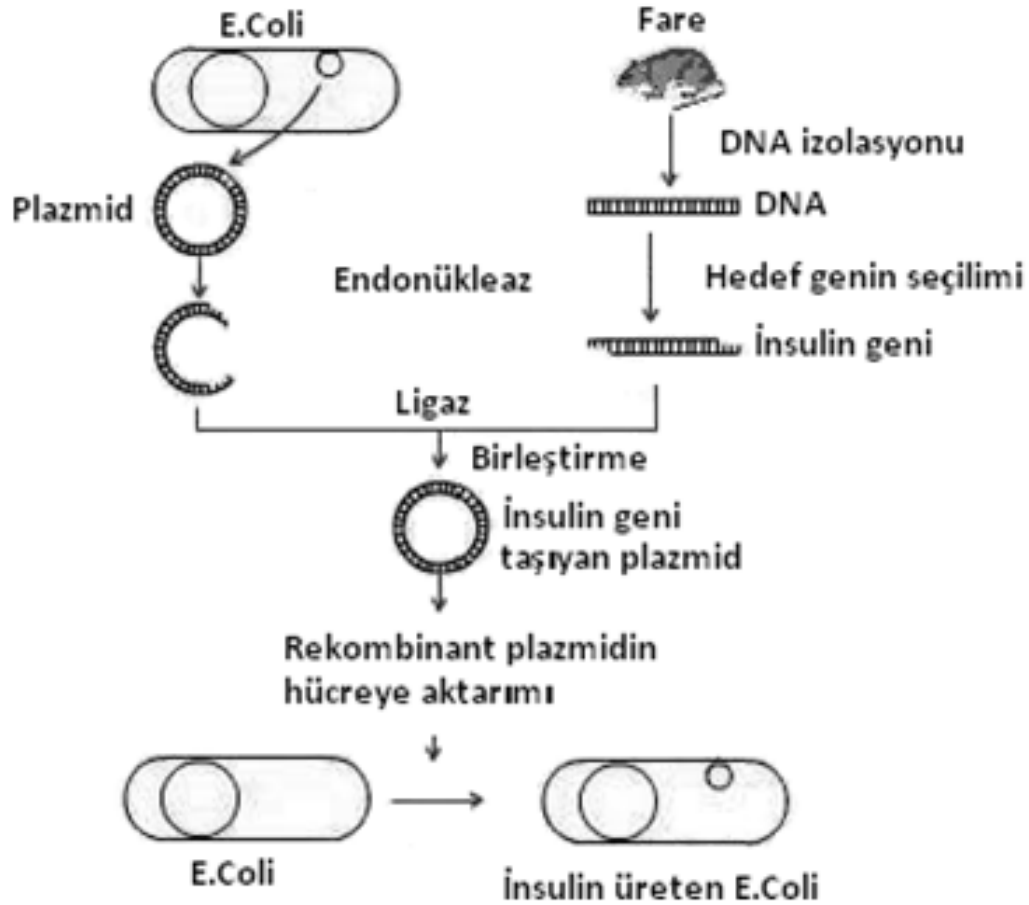 E.Coli
Fare
DNA izolasyonu
Plazmid
DNA
Endonükleaz
Hedef genin seçilimi
İnsulin geni
Ligaz
Birleştirme
İnsulin geni
taşıyan plazmid
Rekombinant plazmidin
hücreye aktarımı
E.Coli
İnsulin üreten E.Coli